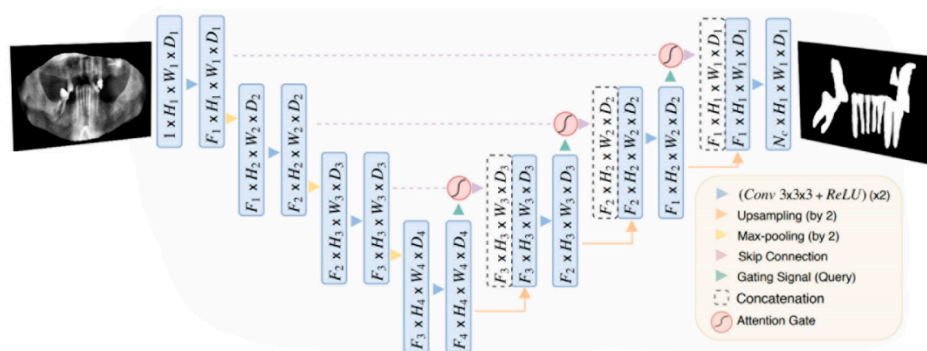 1 x H₁ x W₁ x D₁
F₁ x H₁ x W₁ x D₁
F₁ x H₂ x W₂ x D₂
F₂ x H₂ x W₂ x D₂
F₂ x H₃ x W₃ x D₃
F₃ x H₃ x W₃ x D₃
F₃ x H₄ x W₄ x D₄
F₄ x H₄ x W₄ x D₄
F₃ x H₃ x W₃ x D₃
F₃ x H₃ x W₃ x D₃
F₂ x H₃ x W₃ x D₃
F₂ x H₂ x W₂ x D₂
F₂ x H₂ x W₂ x D₂
F₁ x H₂ x W₂ x D₂
F₁ x H₁ x W₁ x D₁
F₁ x H₁ x W₁ x D₁
N꜀ x H₁ x W₁ x D₁
(Conv 3x3x3 + ReLU) (x2)
Upsampling (by 2)
Max-pooling (by 2)
Skip Connection
Gating Signal (Query)
Concatenation
Attention Gate